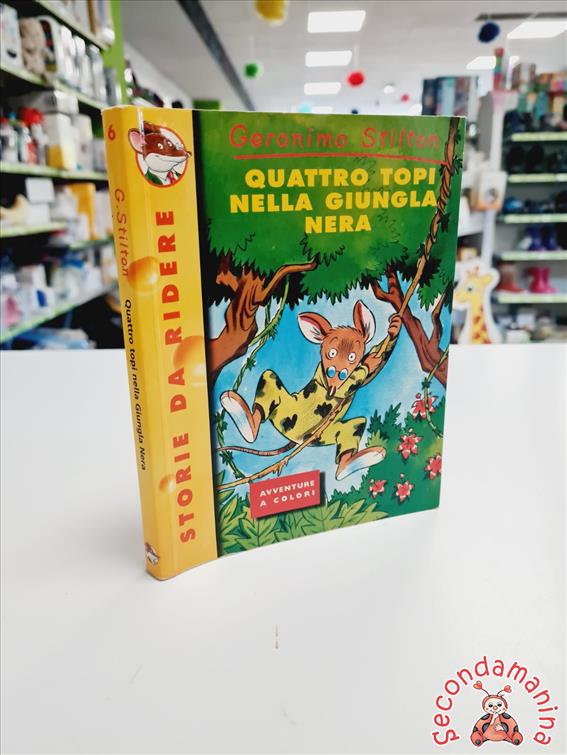 6
G. Stilton
Quattro topi nella Giungla Nera
STORIE DA RIDERE
Geronimo Stilton
QUATTRO TOPI
NELLA GIUNGLA
NERA
AVVENTURE
A COLORI
Secondamanina